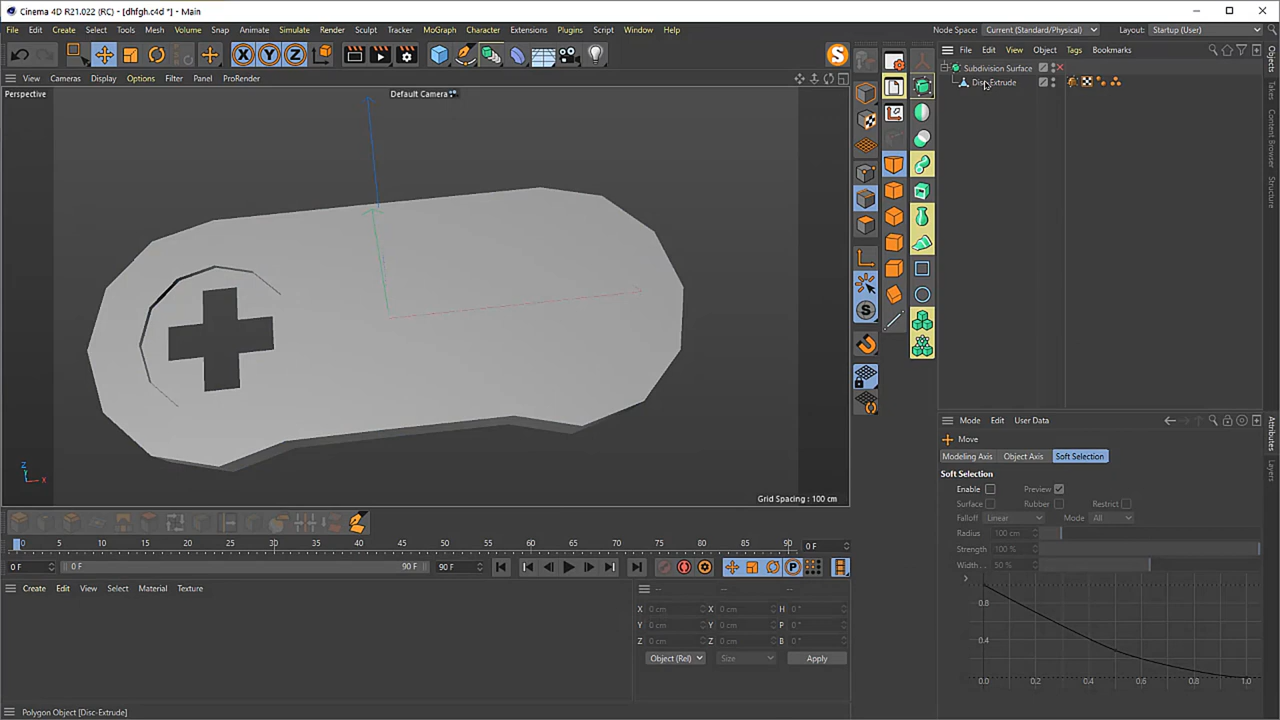 Cinema 4D R21.022 (RC) - [dhfgh.c4d *] - Main
File Edit Create Select Tools Mesh Volume Snap Animate Simulate Render Sculpt Tracker MoGraph Character Extensions Plugins Script Window Help Node Space: Current (Standard/Physical) Layout: Startup (User)
X Y Z
File Edit View Object Tags Bookmarks
View Cameras Display Options Filter Panel ProRender
Perspective
Default Camera
Subdivision Surface
Disc-Extrude
Objects
Takes
Content Browser
Structure
S
Z
Y
X
Grid Spacing : 100 cm
Mode Edit User Data
Move
Modeling Axis Object Axis Soft Selection
Soft Selection
Enable Preview
Surface Rubber Restrict
Falloff Linear Mode All
Radius 100 cm
Strength 100 %
Width . . 50 %
0.8
0.4
0.0 0.2 0.4 0.6 0.8 1.0
Attributes
Layers
0 5 10 15 20 25 30 35 40 45 50 55 60 65 70 75 80 85 90 0 F
0 F 0 F 90 F 90 F
P
Create Edit View Select Material Texture
-- -- --
X 0 cm X 0 cm H 0 °
Y 0 cm Y 0 cm P 0 °
Z 0 cm Z 0 cm B 0 °
Object (Rel) Size Apply
Polygon Object [Disc-Extrude]